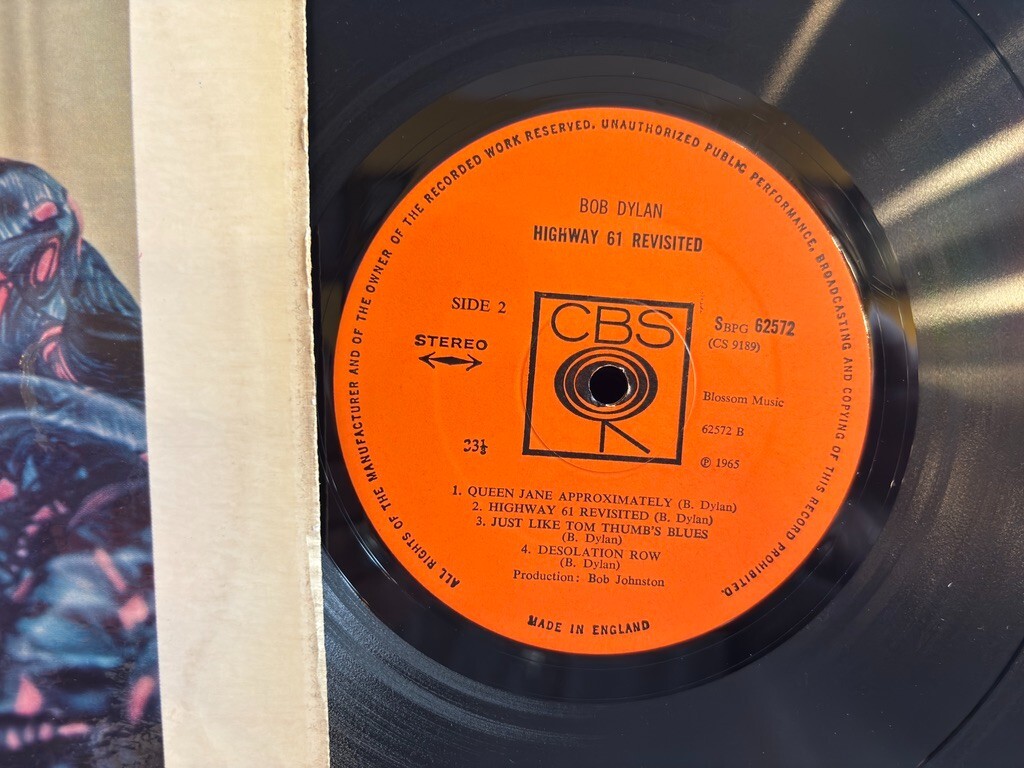 ALL RIGHTS OF THE MANUFACTURER AND OF THE OWNER OF THE RECORDED WORK RESERVED. UNAUTHORIZED PUBLIC PERFORMANCE, BROADCASTING AND COPYING OF THIS RECORD PROHIBITED.
BOB DYLAN
HIGHWAY 61 REVISITED
SIDE 2
STEREO
33⅓
CBS
SBPG 62572
(CS 9189)
Blossom Music
62572 B
℗ 1965
1. QUEEN JANE APPROXIMATELY (B. Dylan)
2. HIGHWAY 61 REVISITED (B. Dylan)
3. JUST LIKE TOM THUMB'S BLUES
(B. Dylan)
4. DESOLATION ROW
(B. Dylan)
Production: Bob Johnston
MADE IN ENGLAND